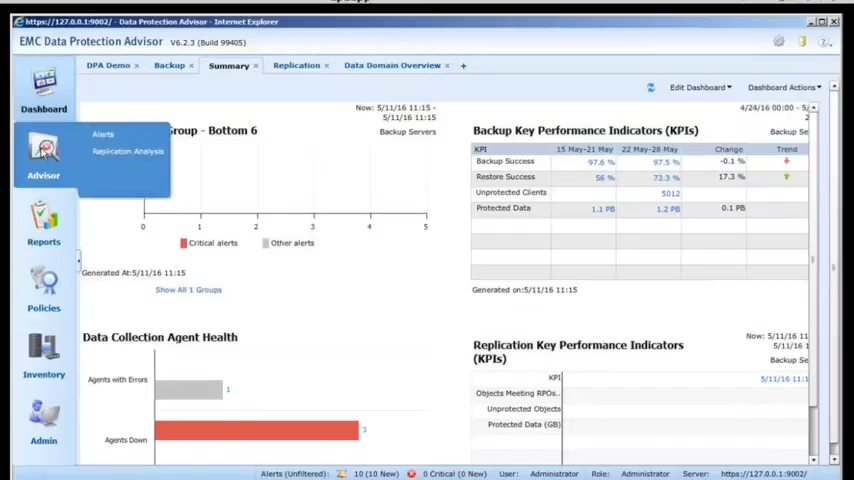 https://127.0.0.1:9002/ - Data Protection Advisor - Internet Explorer
EMC Data Protection Advisor V6.2.3 (Build 99405)
DPA Demo × Backup × Summary × Replication × Data Domain Overview × +
Edit Dashboard Dashboard Actions
Dashboard
Advisor
Reports
Policies
Inventory
Admin
Alerts
Replication Analysis
Now: 5/11/16 11:15 -
5/11/16 11:15
Group - Bottom 6
Backup Servers
0 1 2 3 4 5
Critical alerts Other alerts
Generated At:5/11/16 11:15
Show All 1 Groups
4/24/16 00:00 -
Backup Key Performance Indicators (KPIs)
Backup Se
KPI 15 May-21 May 22 May-28 May Change Trend
Backup Success 97.6 % 97.5 % -0.1 %
Restore Success 56 % 73.3 % 17.3 %
Unprotected Clients 5012
Protected Data 1.1 PB 1.2 PB 0.1 PB
Generated on:5/11/16 11:15
Data Collection Agent Health
Agents with Errors 1
Agents Down 3
Now: 5/11/16 11
5/11/16 11:
Replication Key Performance Indicators
(KPIs)
Backup Se
KPI 5/11/16 11:1
Objects Meeting RPOs..
Unprotected Objects
Protected Data (GB)
Alerts (Unfiltered): 10 (10 New) 0 Critical (0 New) User: Administrator Role: Administrator Server: https://127.0.0.1:9002/